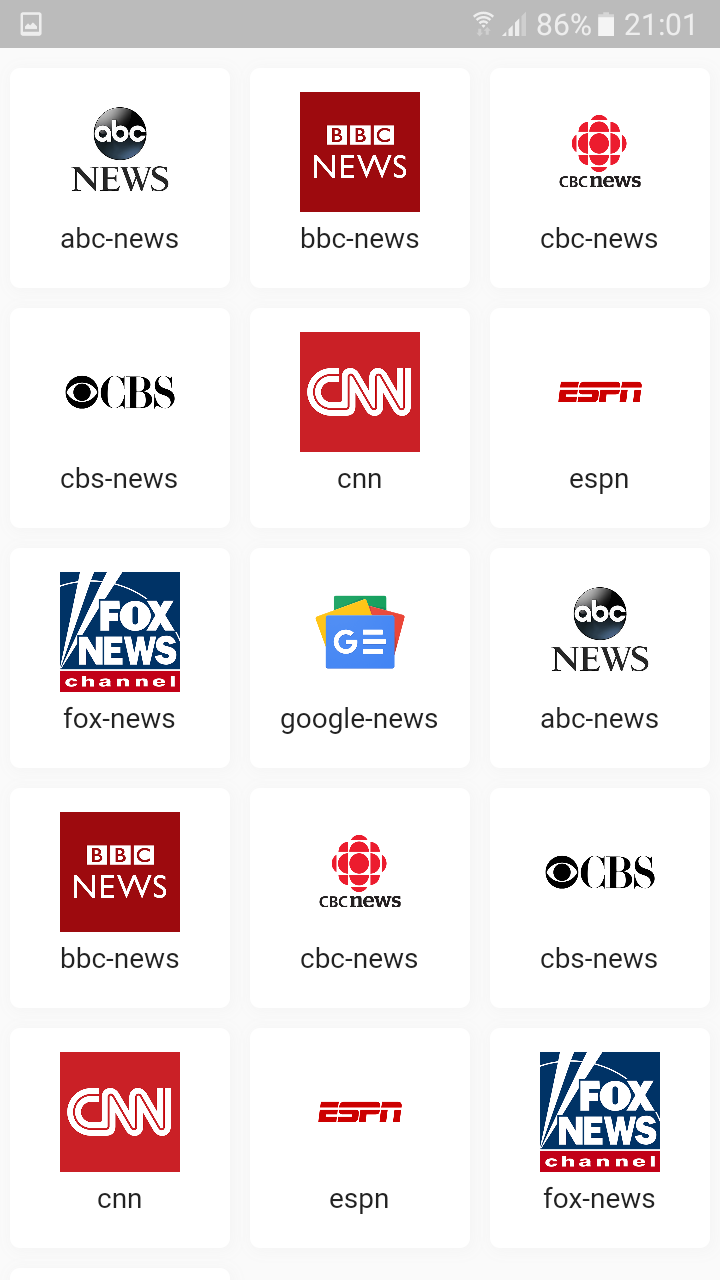 86% 21:01
abc NEWS
abc-news
BBC NEWS
bbc-news
CBC news
cbc-news
CBS
cbs-news
CNN
cnn
ESPN
espn
FOX NEWS channel
fox-news
GE
google-news
abc NEWS
abc-news
BBC NEWS
bbc-news
CBC news
cbc-news
CBS
cbs-news
CNN
cnn
ESPN
espn
FOX NEWS channel
fox-news